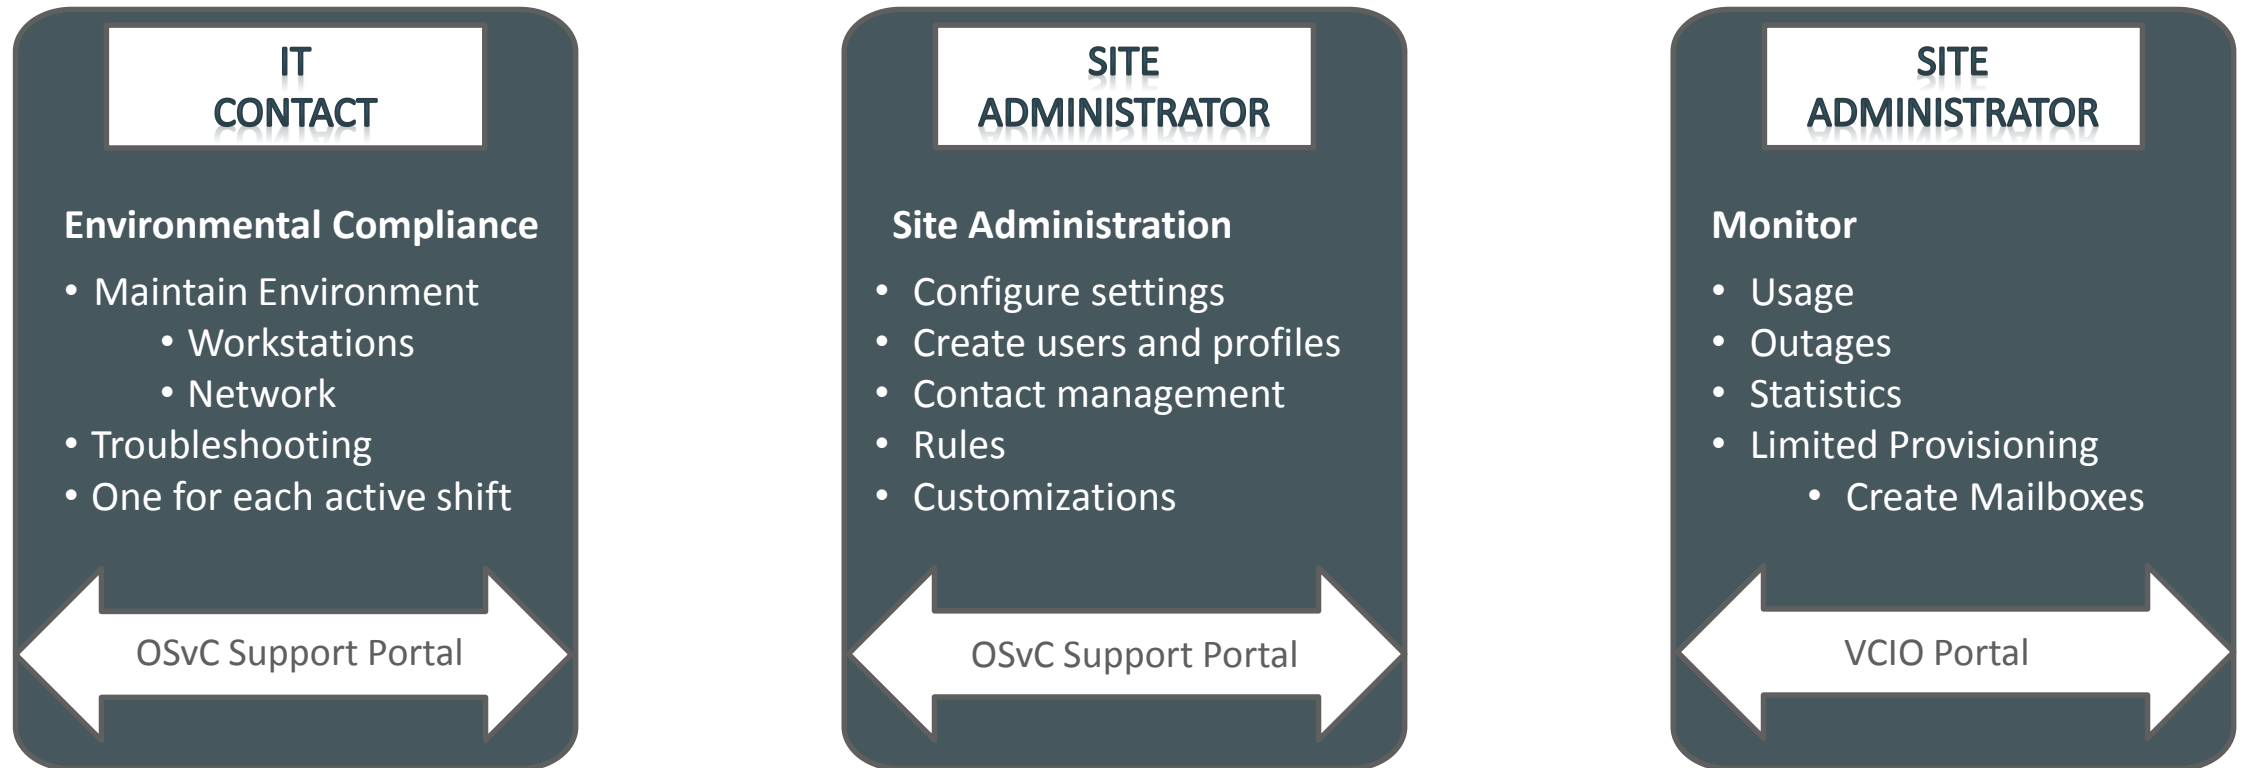 IT
CONTACT
Environmental Compliance
• Maintain Environment
• Workstations
• Network
• Troubleshooting
• One for each active shift
OSvC Support Portal
SITE
ADMINISTRATOR
Site Administration
• Configure settings
• Create users and profiles
• Contact management
• Rules
• Customizations
OSvC Support Portal
SITE
ADMINISTRATOR
Monitor
• Usage
• Outages
• Statistics
• Limited Provisioning
• Create Mailboxes
VCIO Portal